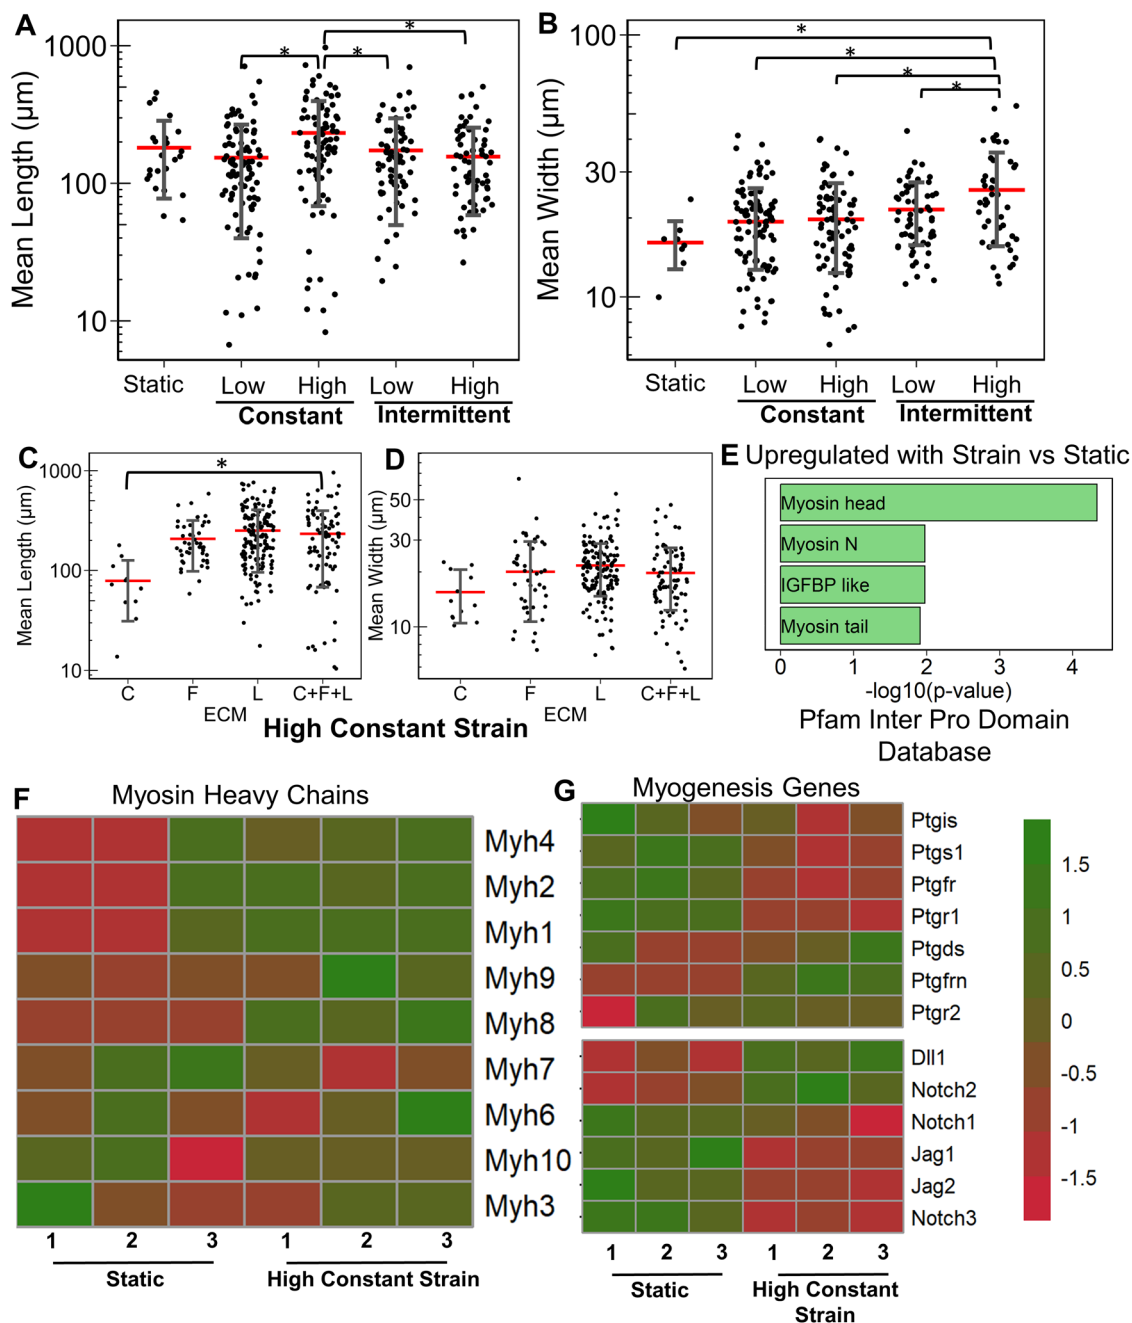 A
Mean Length (µm)
1000
100
10
* * * *
Static Low High Low High
Constant Intermittent
B
Mean Width (µm)
100
30
10
*
*
*
*
Static Low High Low High
Constant Intermittent
C
Mean Length (µm)
1000
100
10
*
C F L C+F+L
ECM
D
Mean Width (µm)
50
30
10
C F L C+F+L
ECM
High Constant Strain
E Upregulated with Strain vs Static
Myosin head
Myosin N
IGFBP like
Myosin tail
0 1 2 3 4
-log10(p-value)
Pfam Inter Pro Domain
Database
F Myosin Heavy Chains
Myh4
Myh2
Myh1
Myh9
Myh8
Myh7
Myh6
Myh10
Myh3
1 2 3 1 2 3
Static High Constant Strain
G Myogenesis Genes
Ptgis
Ptgs1
Ptgfr
Ptgr1
Ptgds
Ptgfrn
Ptgr2
Dll1
Notch2
Notch1
Jag1
Jag2
Notch3
1 2 3 1 2 3
Static High Constant
Strain
1.5
1
0.5
0
-0.5
-1
-1.5